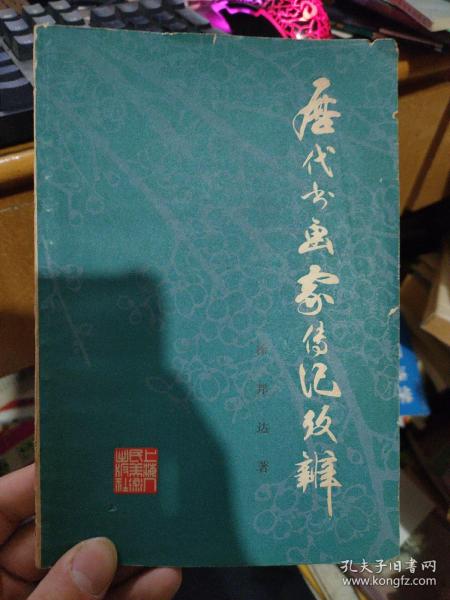 历代书画家传记考辨
徐邦达著
上海人
民美术
出版社
孔夫子旧书网
www.kongfz.com